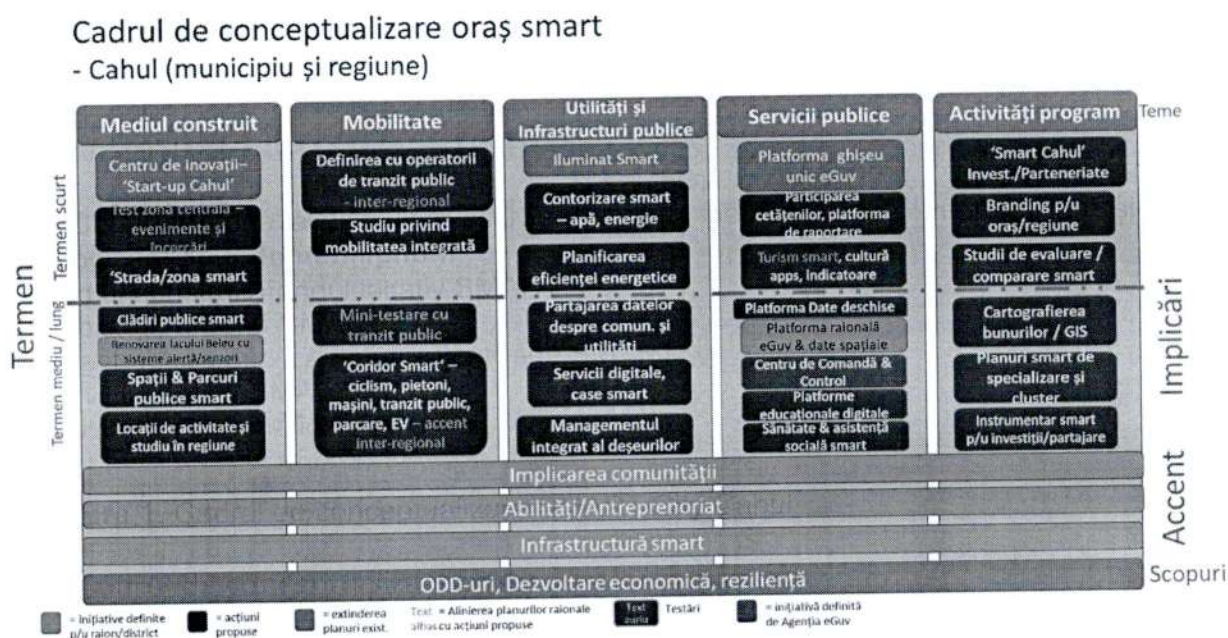 Cadrul de conceptualizare oraș smart
- Cahul (municipiu și regiune)
Teme
Termen
Termen scurt
Termen mediu / lung
Mediul construit
Centru de Inovații–
‘Start-up Cahul’
Test zona centrală –
evenimente și
încercări
‘Strada/zona smart
Clădiri publice smart
Renovarea lacului Beleu cu
sisteme alertă/senzori
Spații & Parcuri
publice smart
Locații de activitate și
studiu în regiune
Mobilitate
Definirea cu operatorii
de tranzit public
- inter-regional
Studiu privind
mobilitatea integrată
Mini-testare cu
tranzit public
‘Coridor Smart’ –
ciclism, pietoni,
mașini, tranzit public,
parcare, EV – accent
inter-regional
Utilități și
Infrastructuri publice
Iluminat Smart
Contorizare smart
– apă, energie
Planificarea
eficienței energetice
Partajarea datelor
despre comun. și
utilități
Servicii digitale,
case smart
Managementul
integrat al deșeurilor
Servicii publice
Platforma ghișeu
unic eGuv
Participarea
cetățenilor, platforma
de raportare
Turism smart, cultură
apps, Indicatoare
Platforma Date deschise
Platforma raională
eGuv & date spațiale
Centru de Comandă &
Control
Platforme
educaționale digitale
Sănătate & asistență
socială smart
Activități program
‘Smart Cahul’
Invest./Parteneriate
Branding p/u
oraș/regiune
Studii de evaluare /
comparare smart
Cartografierea
bunurilor / GIS
Planuri smart de
specializare și
cluster
Instrumentar smart
p/u investiții/partajare
Implicări
Accent
Implicarea comunității
Abilități/Antreprenoriat
Infrastructură smart
ODD-uri, Dezvoltare economică, reziliență
Scopuri
= Inițiative definite
p/u raion/district
= acțiuni
propuse
= extinderea
planuri exist.
Text = Alinierea planurilor raionale
albas cu acțiuni propuse
Text
Testări
= inițiativă definită
de Agenția eGuv